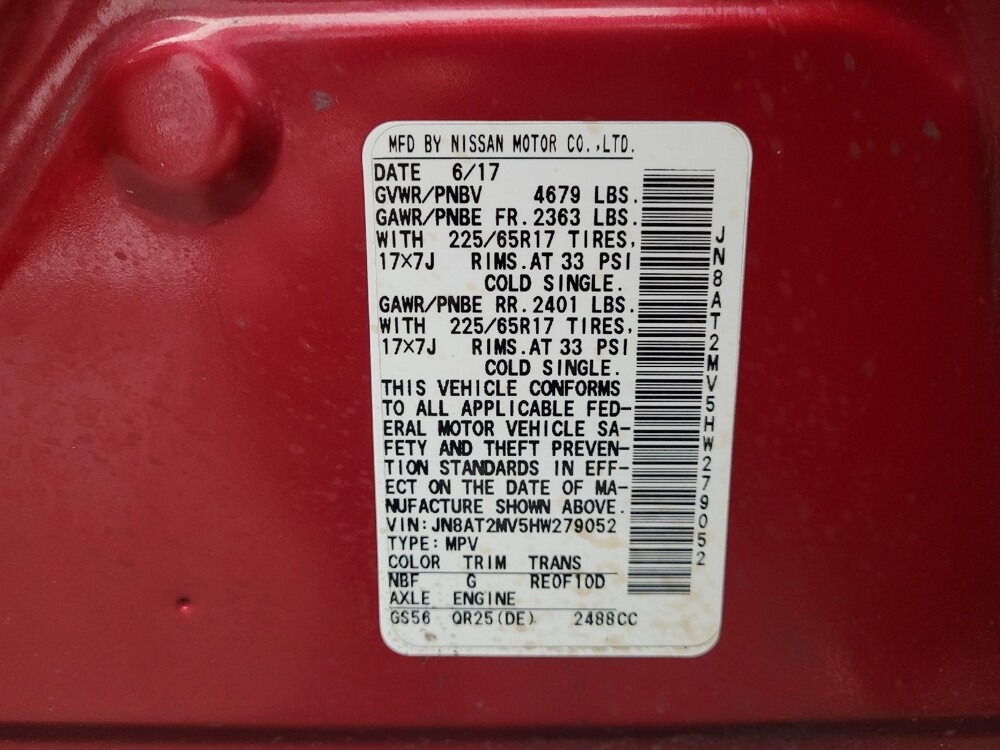 MFD BY NISSAN MOTOR CO.,LTD.
DATE 6/17
GVWR/PNBV 4679 LBS.
GAWR/PNBE FR.2363 LBS.
WITH 225/65R17 TIRES,
17×7J RIMS.AT 33 PSI
COLD SINGLE.
GAWR/PNBE RR.2401 LBS.
WITH 225/65R17 TIRES,
17×7J RIMS.AT 33 PSI
COLD SINGLE.
THIS VEHICLE CONFORMS
TO ALL APPLICABLE FED-
ERAL MOTOR VEHICLE SA-
FETY AND THEFT PREVEN-
TION STANDARDS IN EFF-
ECT ON THE DATE OF MA-
NUFACTURE SHOWN ABOVE.
VIN:JN8AT2MV5HW279052
TYPE:MPV
COLOR TRIM TRANS
NBF G RE0F10D
AXLE ENGINE
GS56 QR25(DE) 2488CC
JN8AT2MV5HW279052